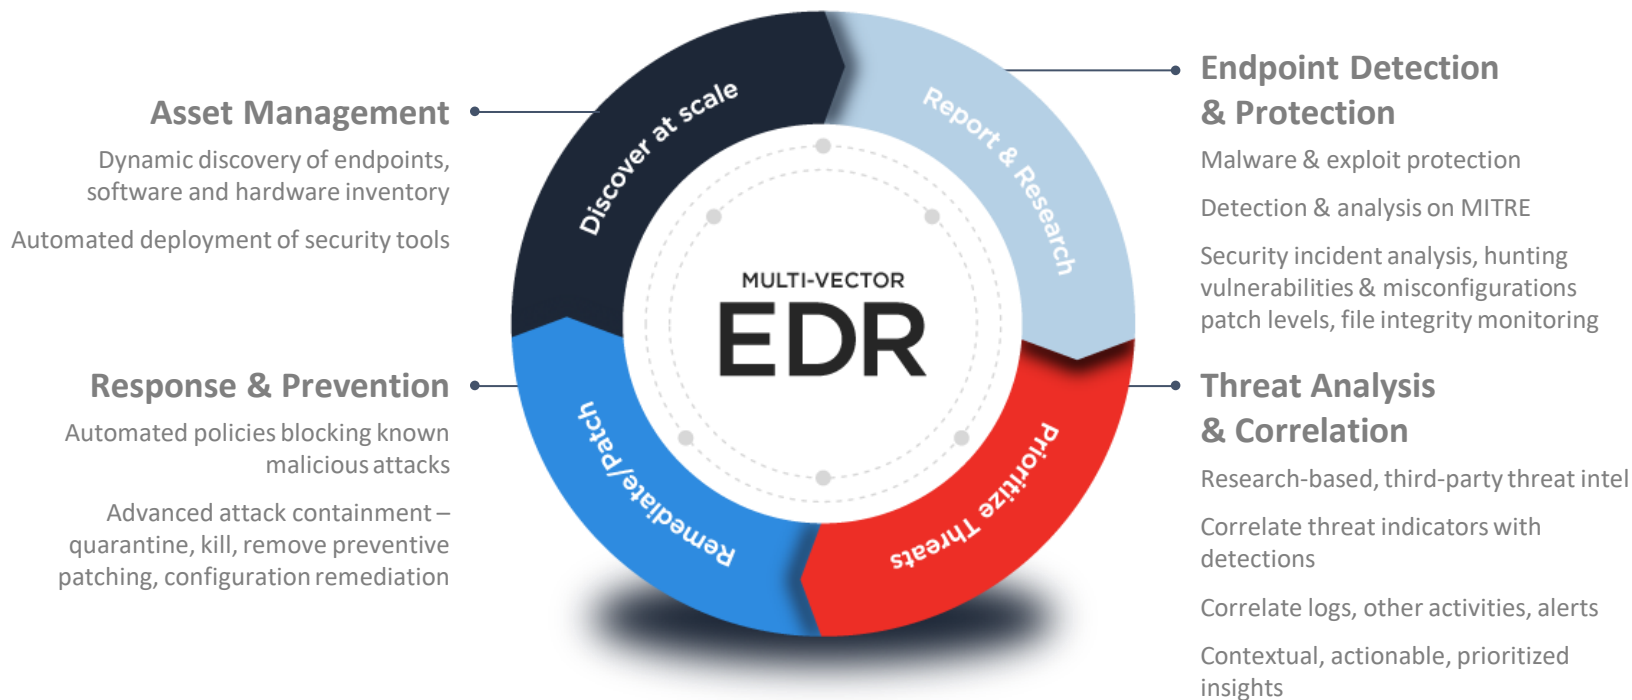 Asset Management
Dynamic discovery of endpoints,
software and hardware inventory
Automated deployment of security tools
Response & Prevention
Automated policies blocking known
malicious attacks
Advanced attack containment –
quarantine, kill, remove preventive
patching, configuration remediation
Discover at scale
Report & Research
Prioritize Threats
Remediate/Patch
MULTI-VECTOR
EDR
Endpoint Detection
& Protection
Malware & exploit protection
Detection & analysis on MITRE
Security incident analysis, hunting
vulnerabilities & misconfigurations
patch levels, file integrity monitoring
Threat Analysis
& Correlation
Research-based, third-party threat intel
Correlate threat indicators with
detections
Correlate logs, other activities, alerts
Contextual, actionable, prioritized
insights